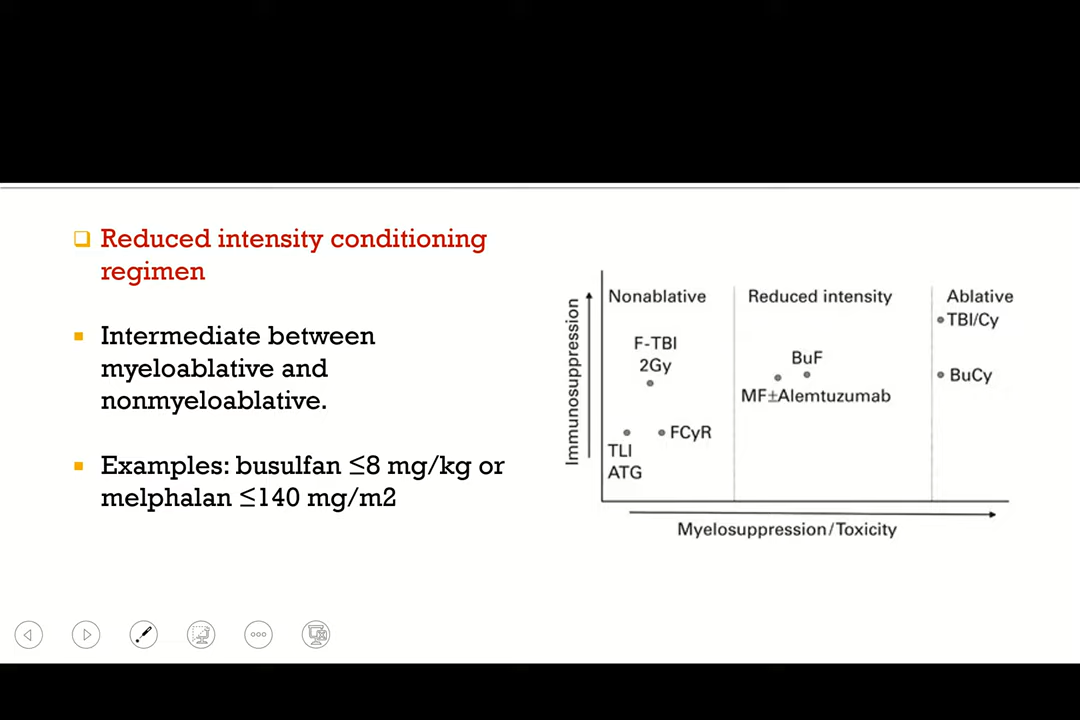 Reduced intensity conditioning
regimen
Intermediate between
myeloablative and
nonmyeloablative.
Examples: busulfan ≤8 mg/kg or
melphalan ≤140 mg/m2
Immunosuppression
Nonablative
Reduced intensity
Ablative
F-TBI
2Gy
TLI
ATG
FCyR
BuF
MF±Alemtuzumab
TBI/Cy
BuCy
Myelosuppression/Toxicity